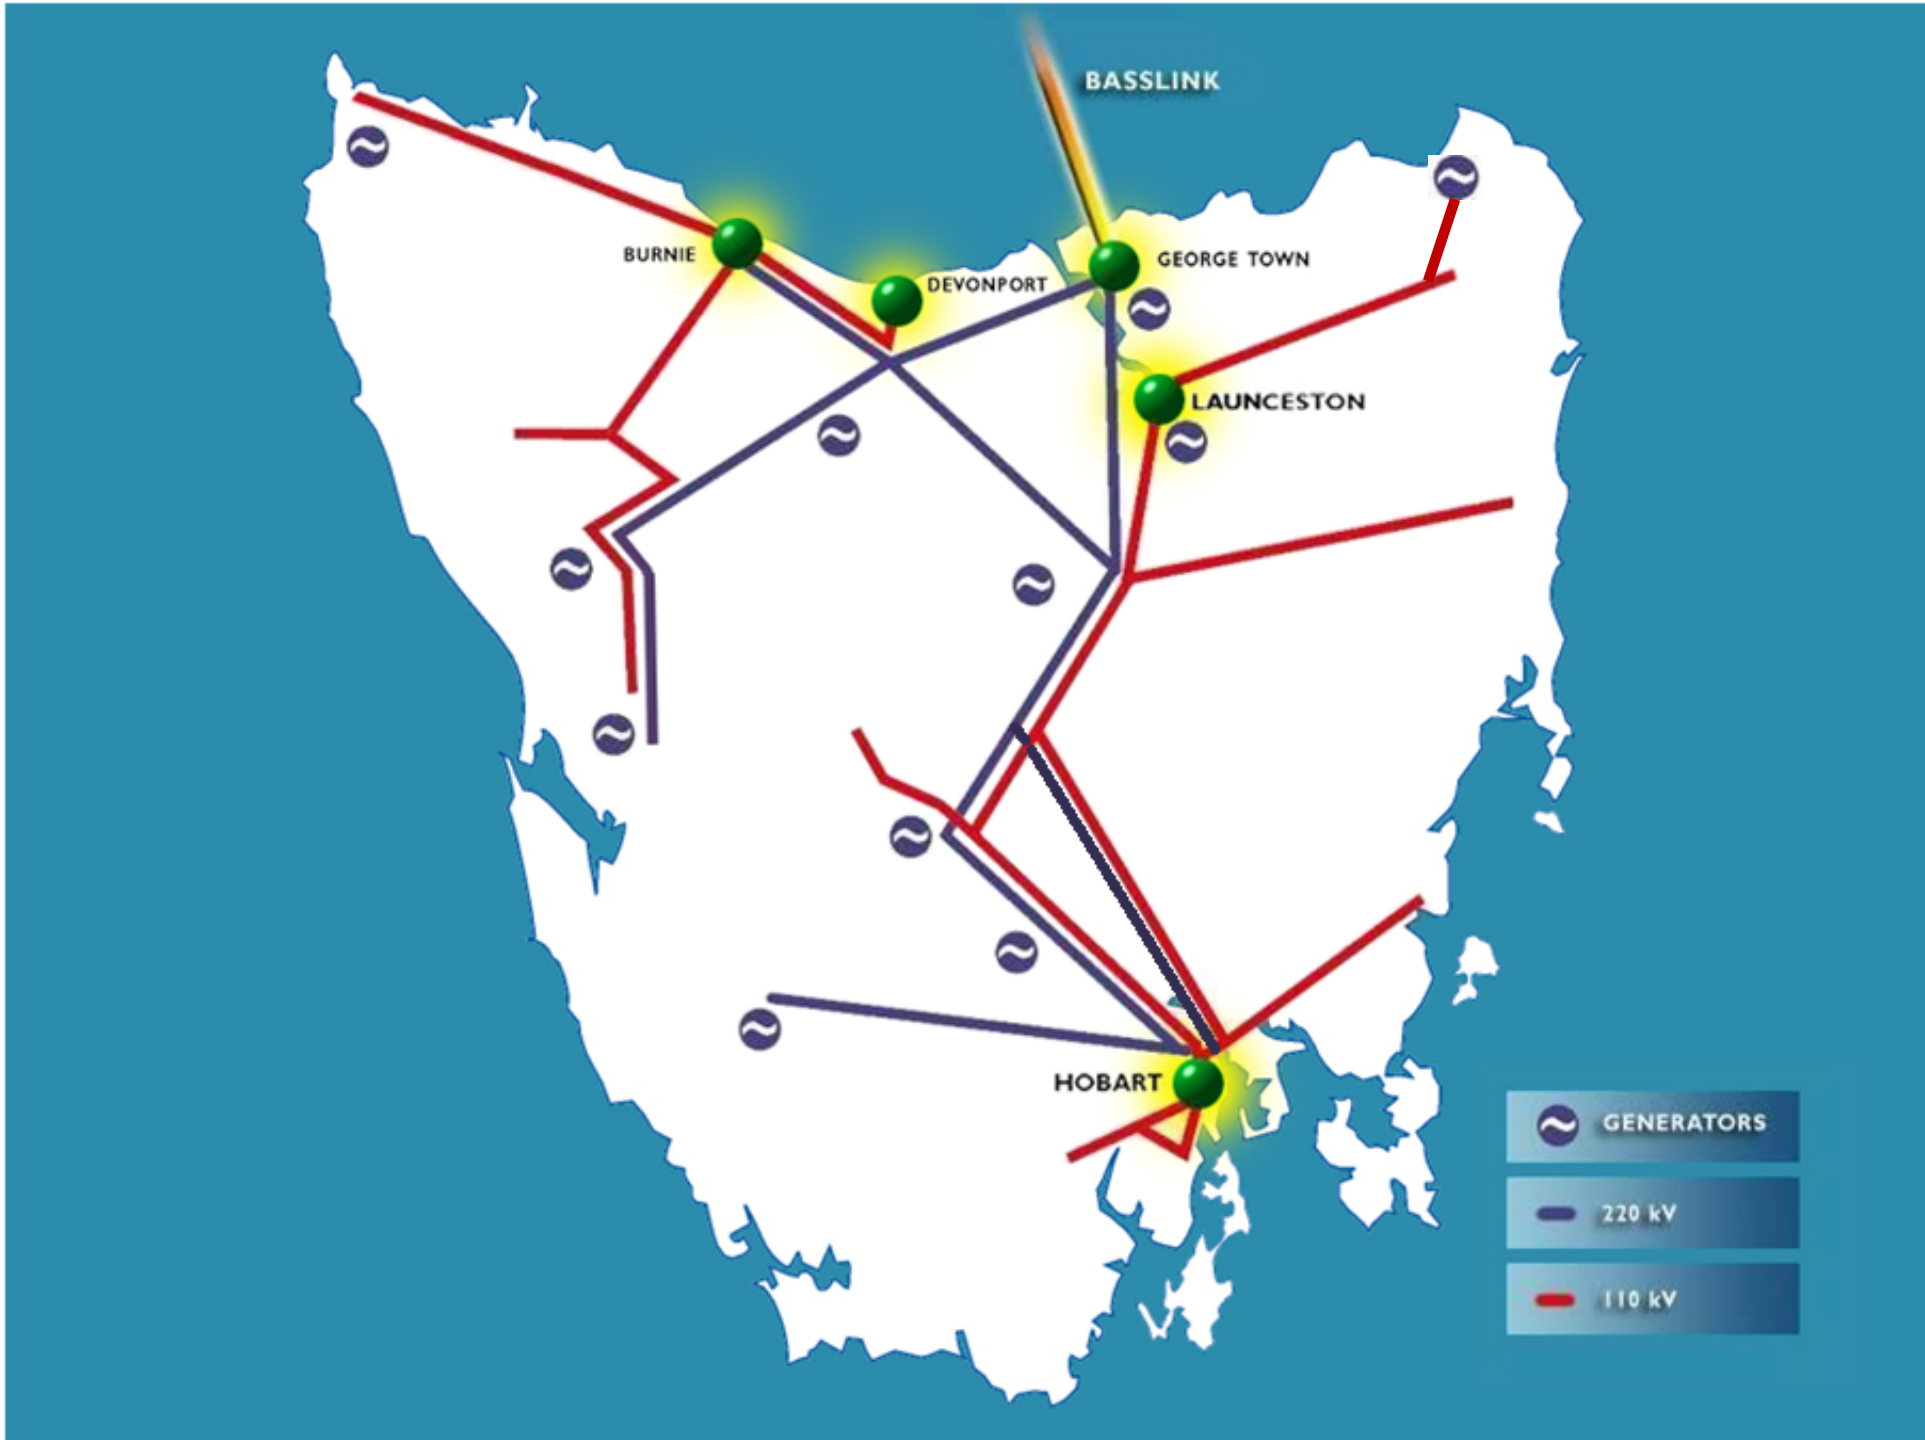 BASSLINK
BURNIE
DEVONPORT
GEORGE TOWN
LAUNCESTON
HOBART
GENERATORS
220 kV
110 kV